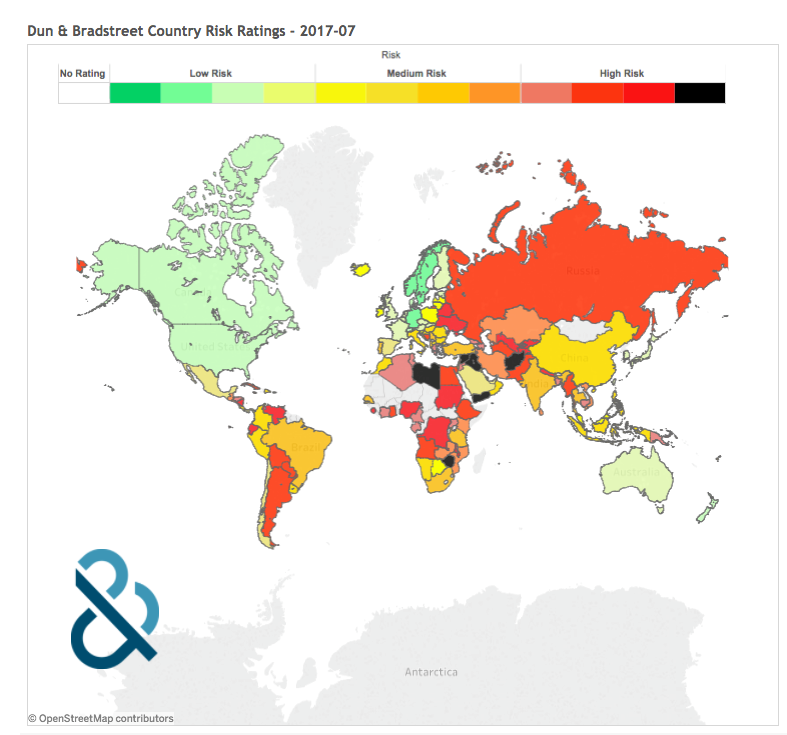 Dun & Bradstreet Country Risk Ratings - 2017-07
Risk
No Rating
Low Risk
Medium Risk
High Risk
Russia
United States
China
India
Brazil
Australia
Antarctica
© OpenStreetMap contributors